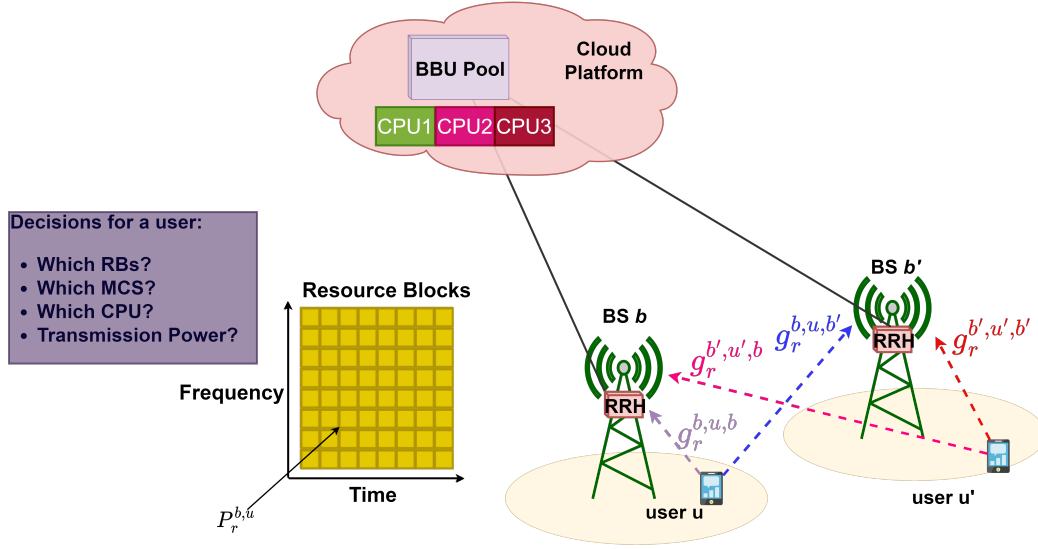 BBU Pool
Cloud
Platform
CPU1 CPU2 CPU3
Decisions for a user:
• Which RBs?
• Which MCS?
• Which CPU?
• Transmission Power?
Resource Blocks
Frequency
Time
$P_r^{b,u}$
BS b
RRH
BS b'
RRH
$g_r^{b',u',b}$
$g_r^{b,u,b'}$
$g_r^{b',u',b'}$
$g_r^{b,u,b}$
user u
user u'